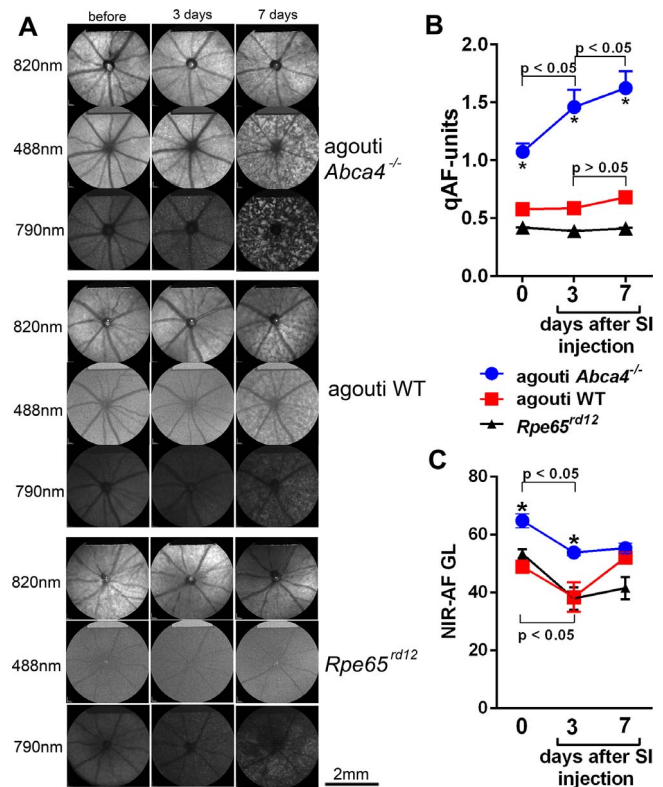 A
before 3 days 7 days
820nm
488nm
790nm
agouti
Abca4-/-
820nm
488nm
790nm
agouti WT
820nm
488nm
790nm
Rpe65rd12
2mm
B
qAF-units
2.0
1.5
1.0
0.5
0.0
p < 0.05
p < 0.05
p > 0.05
*
*
*
0 3 7
days after SI
injection
agouti Abca4-/-
agouti WT
Rpe65rd12
C
NIR-AF GL
80
60
40
20
0
p < 0.05
*
*
p < 0.05
0 3 7
days after SI
injection